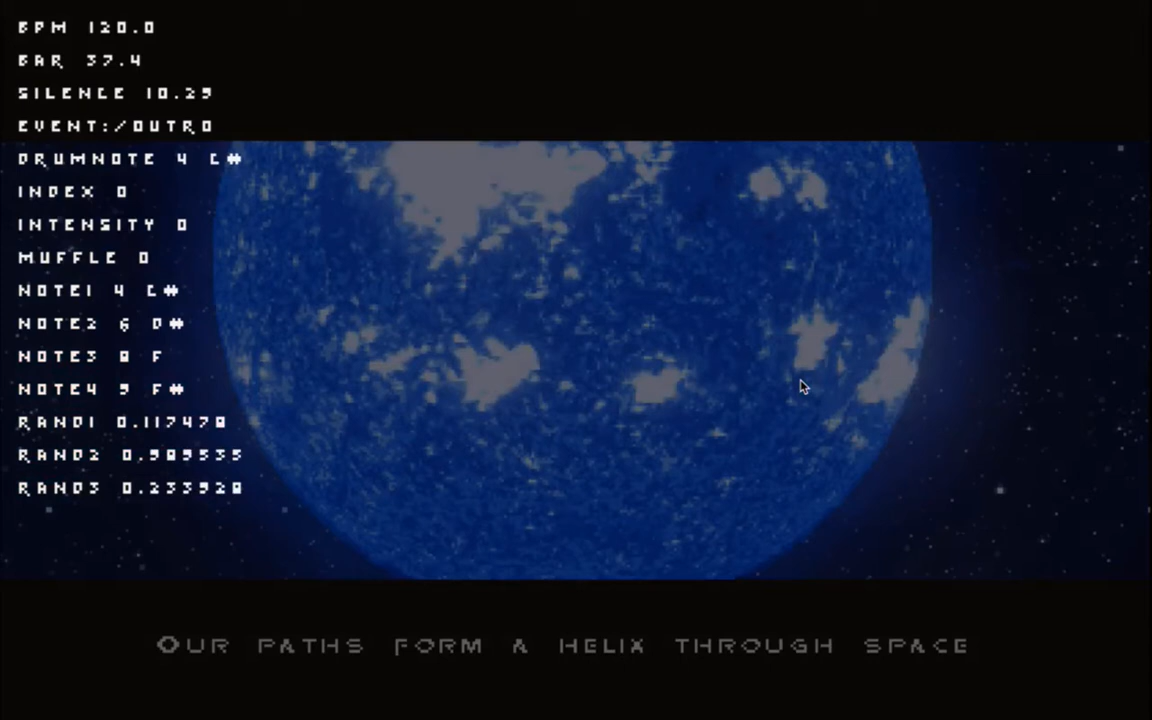 BPM 120.0
BAR 37.4
SILENCE 10.29
EVENT:/OUTRO
DRUMNOTE 4 C#
INDEX 0
INTENSITY 0
MUFFLE 0
NOTE1 4 C#
NOTE2 6 D#
NOTE3 8 F
NOTE4 9 F#
RAND1 0.117478
RAND2 0.989535
RAND3 0.233928
OUR PATHS FORM A HELIX THROUGH SPACE